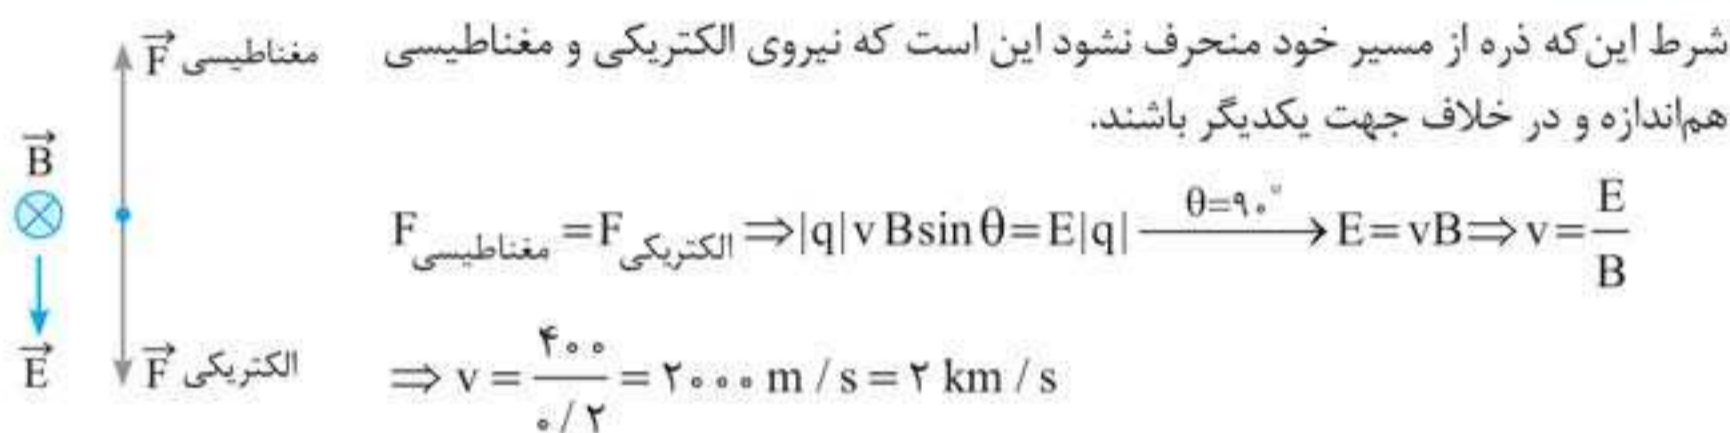 شرط این‌که ذره از مسیر خود منحرف نشود این است که نیروی الکتریکی و مغناطیسی
هم‌اندازه و در خلاف جهت یکدیگر باشند.
F مغناطیسی = F الکتریکی ⇒ |q| v B sin θ = E|q| —θ=۹۰°→ E = vB ⇒ v = E/B
⇒ v = ۴۰۰ / ۰/۲ = ۲۰۰۰ m / s = ۲ km / s
F⃗ مغناطیسی
B⃗
E⃗
F⃗ الکتریکی